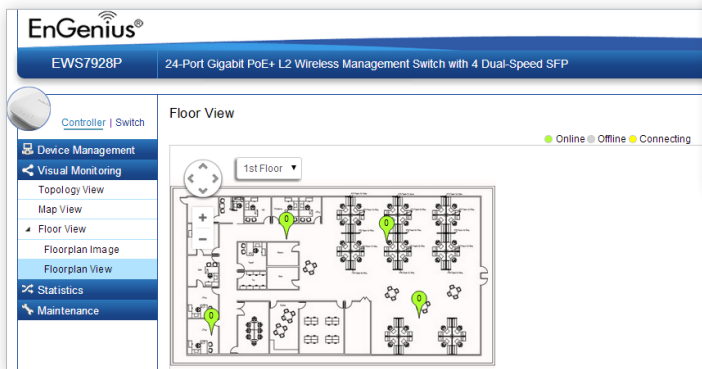 EnGenius®
EWS7928P
24-Port Gigabit PoE+ L2 Wireless Management Switch with 4 Dual-Speed SFP
Controller | Switch
Floor View
Online Offline Connecting
Device Management
Visual Monitoring
1st Floor
Topology View
Map View
Floor View
Floorplan Image
Floorplan View
Statistics
Maintenance
+
−
0
0
0
0